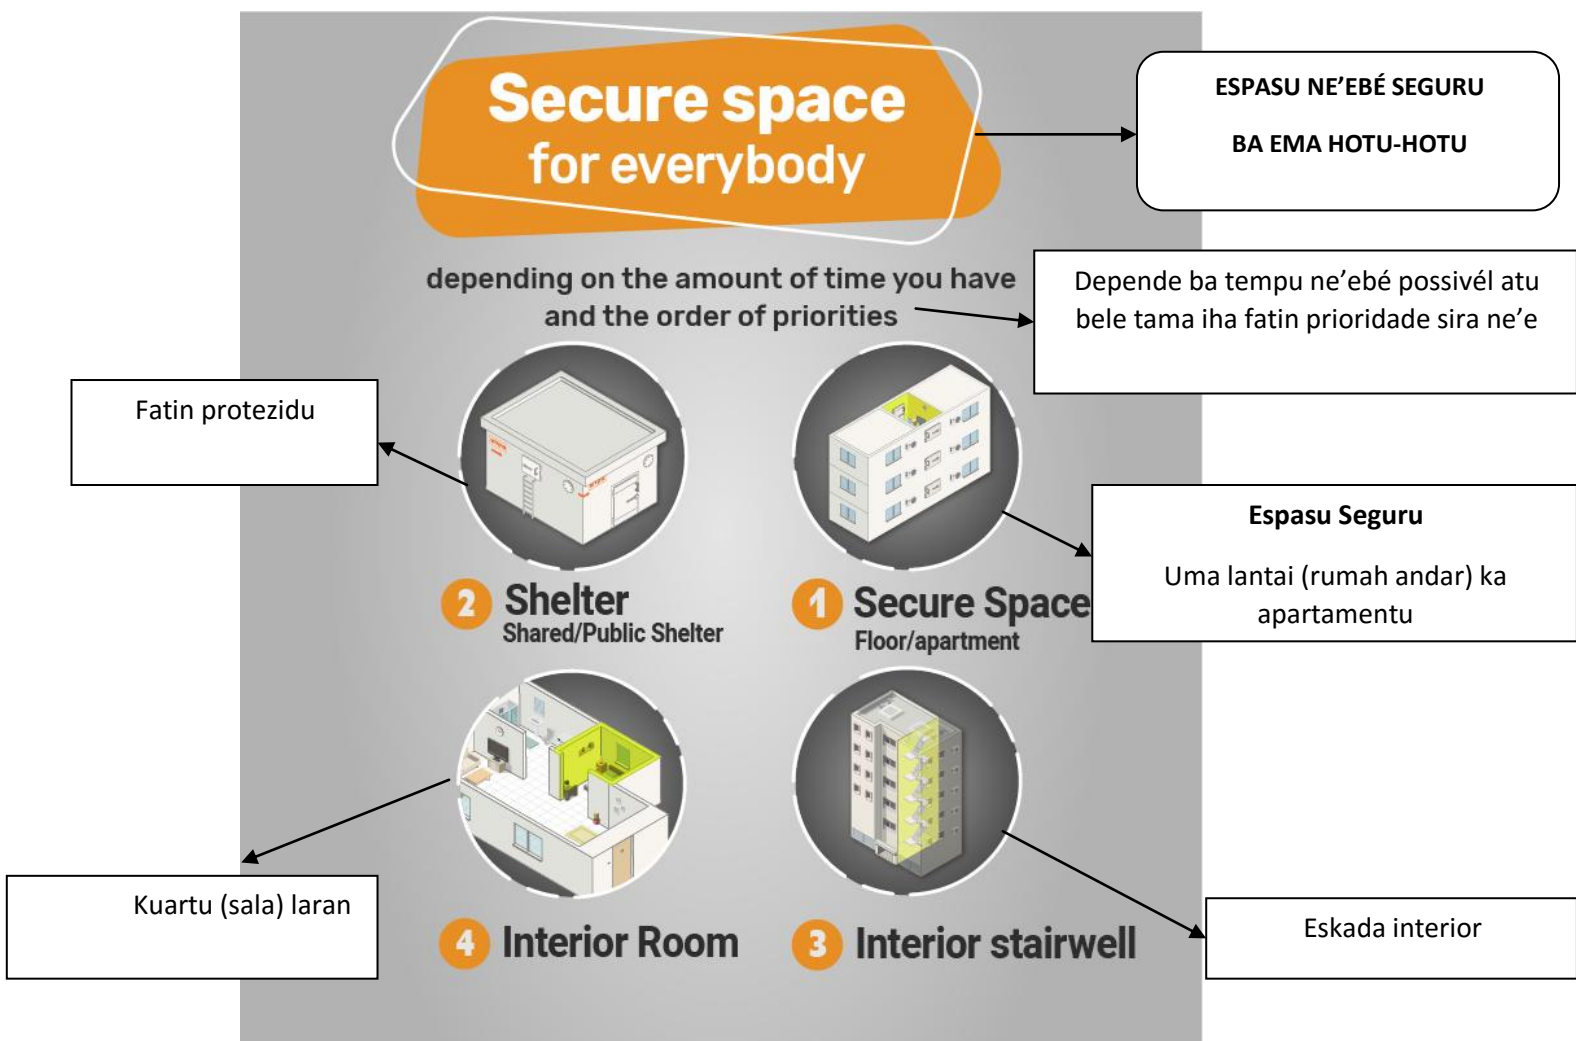 Secure space
for everybody
ESPASU NE’EBÉ SEGURU
BA EMA HOTU-HOTU
depending on the amount of time you have
and the order of priorities
Depende ba tempu ne’ebé possivél atu
bele tama iha fatin prioridade sira ne’e
Fatin protezidu
2 Shelter
Shared/Public Shelter
1 Secure Space
Floor/apartment
Espasu Seguru
Uma lantai (rumah andar) ka
apartamentu
Kuartu (sala) laran
4 Interior Room
3 Interior stairwell
Eskada interior